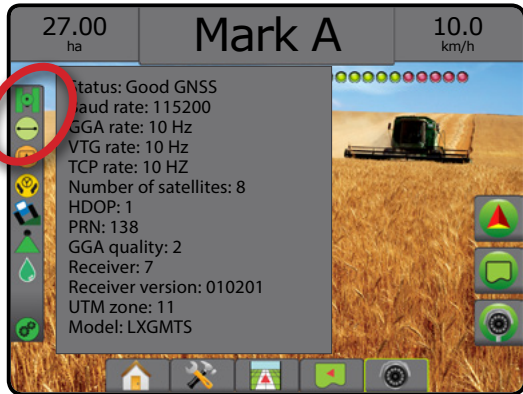 27.00
ha
Mark A
10.0
km/h
Status: Good GNSS
Baud rate: 115200
GGA rate: 10 Hz
VTG rate: 10 Hz
TCP rate: 10 HZ
Number of satellites: 8
HDOP: 1
PRN: 138
GGA quality: 2
Receiver: 7
Receiver version: 010201
UTM zone: 11
Model: LXGMTS